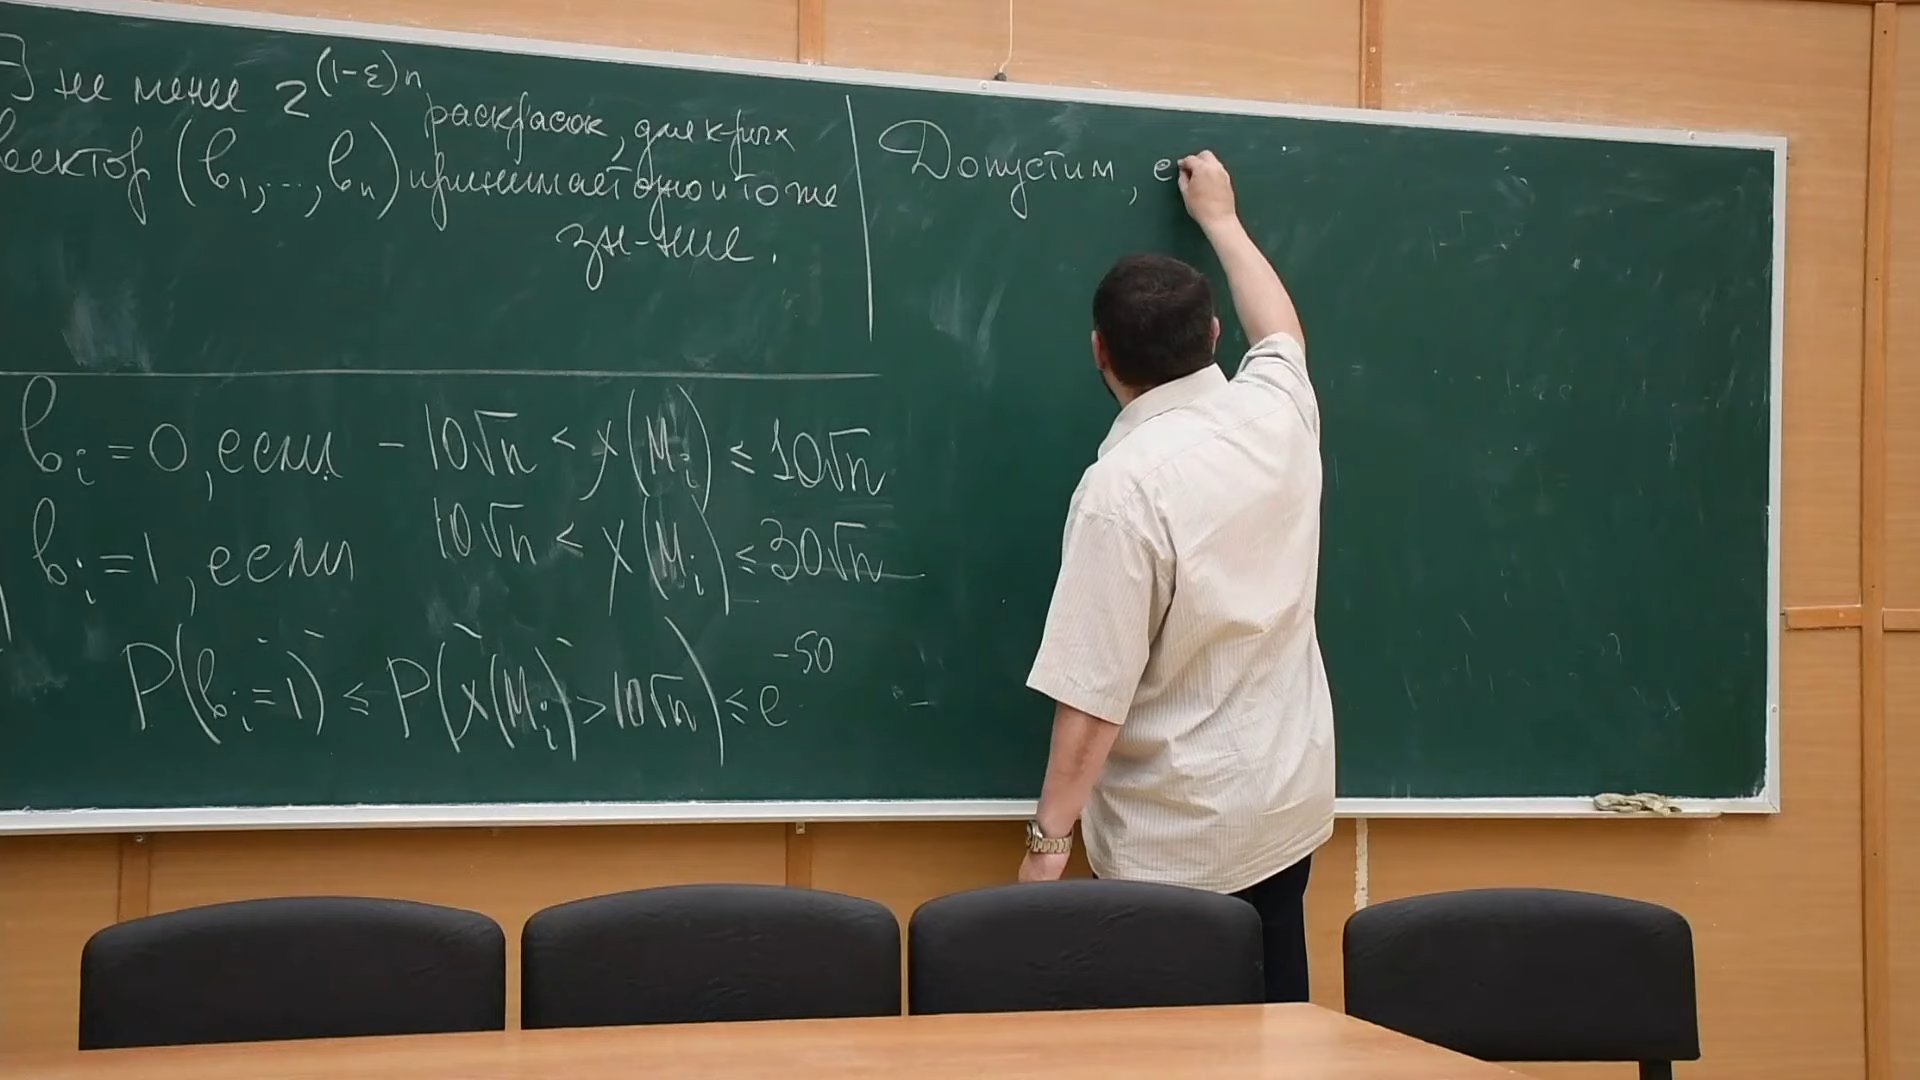 ∃ не менее 2^{(1-ε)n} раскрасок, для к-рых
вектор (b_1,...,b_n) принимает одно и то же
зн-ние.
b_i = 0, если -10√n < χ(M_i) ≤ 10√n
b_i = 1, если 10√n < χ(M_i) ≤ 30√n
P(b_i = 1) ≤ P(χ(M_i) > 10√n) ≤ e^{-50}
Допустим, е